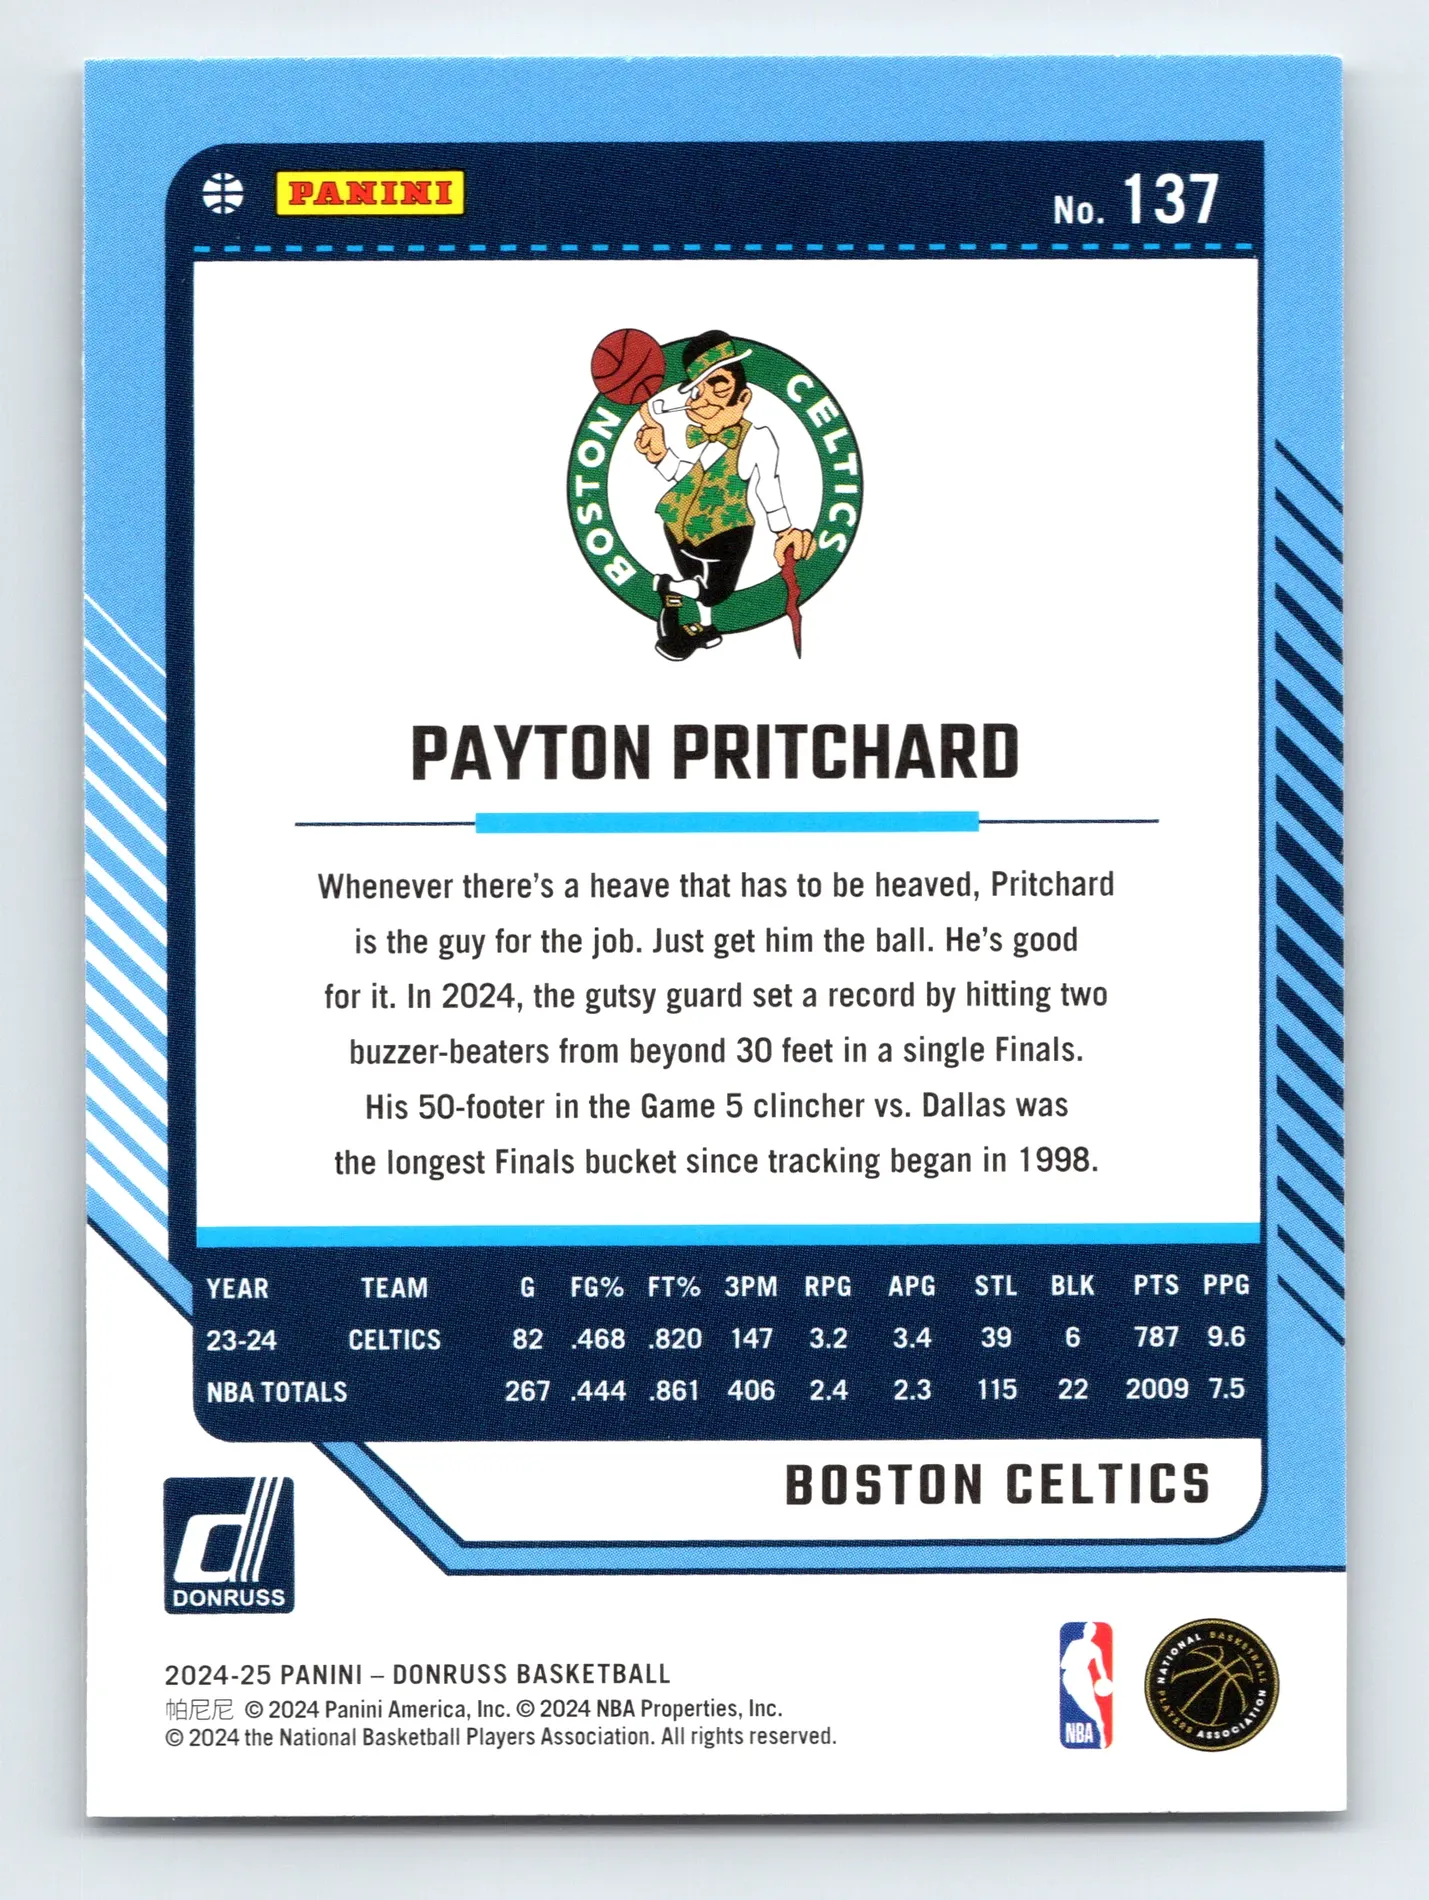 PANINI
No. 137
BOSTON CELTICS
PAYTON PRITCHARD
Whenever there's a heave that has to be heaved, Pritchard
is the guy for the job. Just get him the ball. He's good
for it. In 2024, the gutsy guard set a record by hitting two
buzzer-beaters from beyond 30 feet in a single Finals.
His 50-footer in the Game 5 clincher vs. Dallas was
the longest Finals bucket since tracking began in 1998.
YEAR TEAM G FG% FT% 3PM RPG APG STL BLK PTS PPG
23-24 CELTICS 82 .468 .820 147 3.2 3.4 39 6 787 9.6
NBA TOTALS 267 .444 .861 406 2.4 2.3 115 22 2009 7.5
BOSTON CELTICS
DONRUSS
2024-25 PANINI – DONRUSS BASKETBALL
帕尼尼 © 2024 Panini America, Inc. © 2024 NBA Properties, Inc.
© 2024 the National Basketball Players Association. All rights reserved.
NBA
NATIONAL BASKETBALL PLAYERS ASSOCIATION